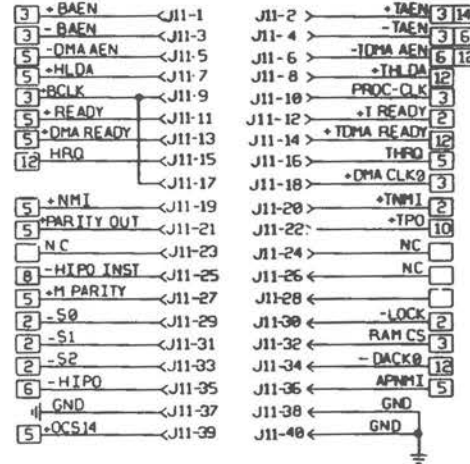 3 + BAEN J11-1 J11-2 +TAEN 3 14
3 - BAEN J11-3 J11-4 -TAEN 3 6
5 -DMA AEN J11-5 J11-6 -TDMA AEN 6 12
5 +HLDA J11-7 J11-8 +THLDA 12
3 +BCLK J11-9 J11-10 PROC-CLK 3
5 +READY J11-11 J11-12 +T READY 2
5 +DMA READY J11-13 J11-14 +TDMA READY 12
12 HRQ J11-15 J11-16 THRQ 5
J11-17 J11-18 +DMA CLK0 3
5 +NMI J11-19 J11-20 +TNMI 2
5 +PARITY OUT J11-21 J11-22 +TPO 10
NC J11-23 J11-24 NC
8 -HIPO INST J11-25 J11-26 NC
5 +M PARITY J11-27 J11-28
2 -S0 J11-29 J11-30 -LOCK 2
2 -S1 J11-31 J11-32 RAM CS 3
2 -S2 J11-33 J11-34 -DACK0 12
6 -HIPO J11-35 J11-36 APNMI 5
GND J11-37 J11-38 GND
5 +OCS14 J11-39 J11-40 GND